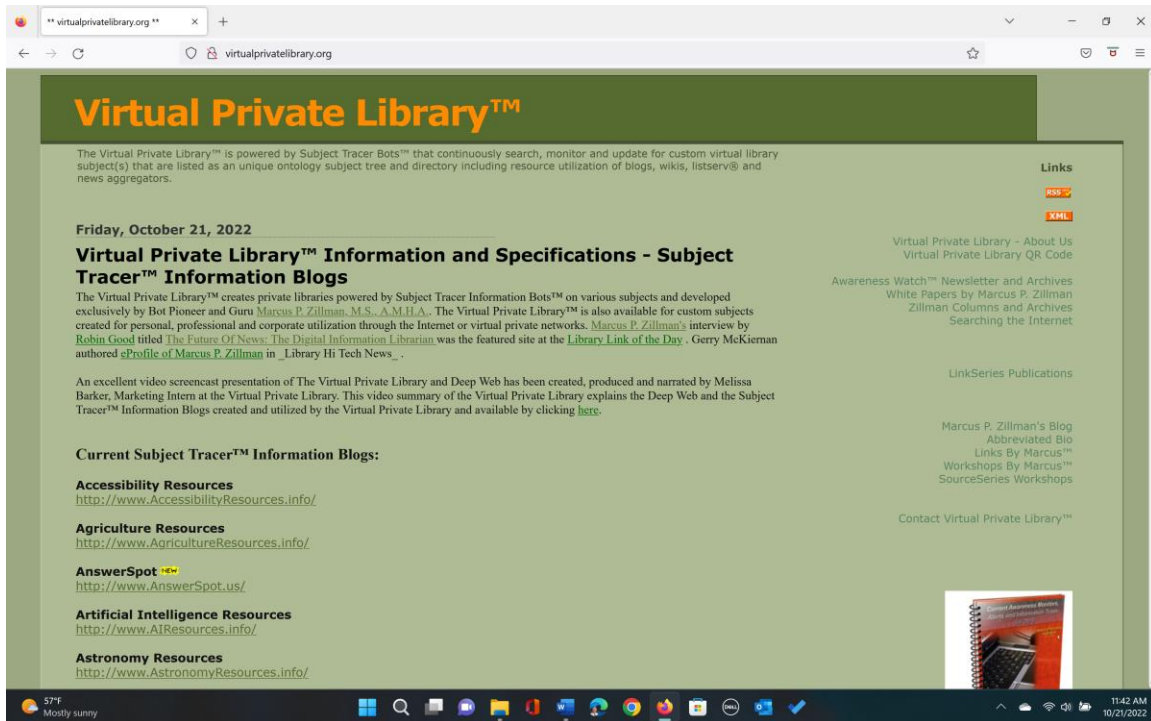 ** virtualprivatelibrary.org **
virtualprivatelibrary.org
Virtual Private Library™
The Virtual Private Library™ is powered by Subject Tracer Bots™ that continuously search, monitor and update for custom virtual library
subject(s) that are listed as an unique ontology subject tree and directory including resource utilization of blogs, wikis, listserv® and
news aggregators.
Friday, October 21, 2022
Virtual Private Library™ Information and Specifications - Subject
Tracer™ Information Blogs
The Virtual Private Library™ creates private libraries powered by Subject Tracer Information Bots™ on various subjects and developed
exclusively by Bot Pioneer and Guru Marcus P. Zillman, M.S., A.M.H.A.. The Virtual Private Library™ is also available for custom subjects
created for personal, professional and corporate utilization through the Internet or virtual private networks. Marcus P. Zillman's interview by
Robin Good titled The Future Of News: The Digital Information Librarian was the featured site at the Library Link of the Day . Gerry McKiernan
authored eProfile of Marcus P. Zillman in _Library Hi Tech News_ .
An excellent video screencast presentation of The Virtual Private Library and Deep Web has been created, produced and narrated by Melissa
Barker, Marketing Intern at the Virtual Private Library. This video summary of the Virtual Private Library explains the Deep Web and the Subject
Tracer™ Information Blogs created and utilized by the Virtual Private Library and available by clicking here.
Current Subject Tracer™ Information Blogs:
Accessibility Resources
http://www.AccessibilityResources.info/
Agriculture Resources
http://www.AgricultureResources.info/
AnswerSpot NEW
http://www.AnswerSpot.us/
Artificial Intelligence Resources
http://www.AIResources.info/
Astronomy Resources
http://www.AstronomyResources.info/
Links
RSS
XML
Virtual Private Library - About Us
Virtual Private Library QR Code
Awareness Watch™ Newsletter and Archives
White Papers by Marcus P. Zillman
Zillman Columns and Archives
Searching the Internet
LinkSeries Publications
Marcus P. Zillman's Blog
Abbreviated Bio
Links By Marcus™
Workshops By Marcus™
SourceSeries Workshops
Contact Virtual Private Library™
57°F
Mostly sunny
DELL
11:42 AM
10/21/2022